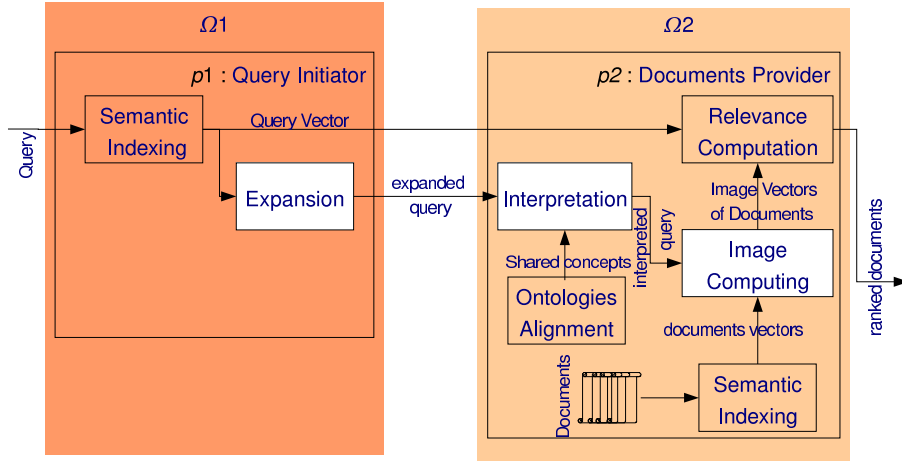 Ω1
Ω2
p1 : Query Initiator
p2 : Documents Provider
Query
Semantic
Indexing
Query Vector
Relevance
Computation
Expansion
expanded
query
Interpretation
interpreted
query
Image Vectors
of Documents
Shared concepts
Ontologies
Alignment
Image
Computing
ranked documents
documents vectors
Documents
Semantic
Indexing